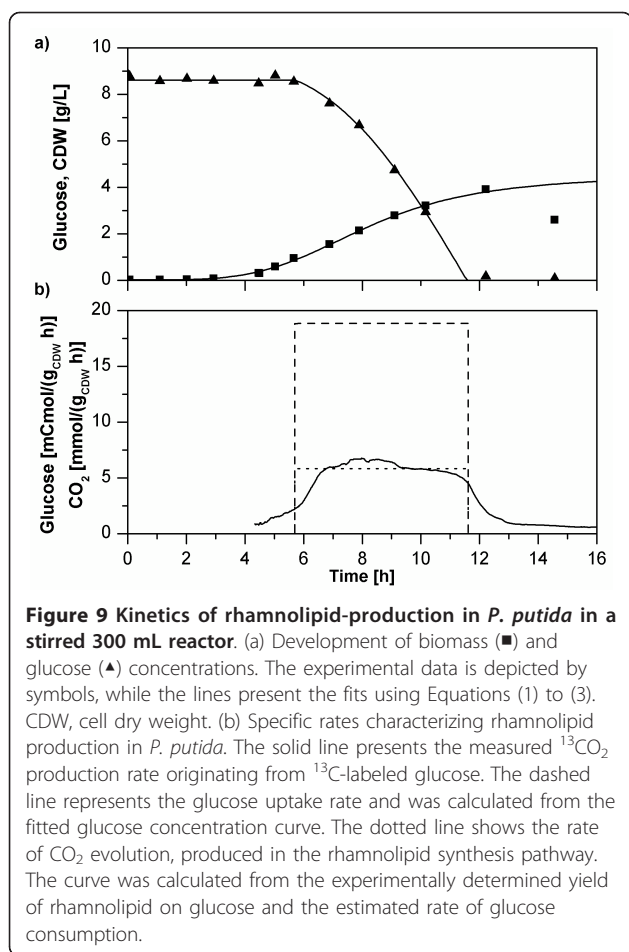 a)
10
8
6
4
2
0
Glucose, CDW [g/L]
b)
20
15
10
5
0
Glucose [mCmol/(gCDW h)]
CO2 [mmol/(gCDW h)]
0 2 4 6 8 10 12 14 16
Time [h]
Figure 9 Kinetics of rhamnolipid-production in P. putida in a
stirred 300 mL reactor. (a) Development of biomass (■) and
glucose (▲) concentrations. The experimental data is depicted by
symbols, while the lines present the fits using Equations (1) to (3).
CDW, cell dry weight. (b) Specific rates characterizing rhamnolipid
production in P. putida. The solid line presents the measured ¹³CO₂
production rate originating from ¹³C-labeled glucose. The dashed
line represents the glucose uptake rate and was calculated from the
fitted glucose concentration curve. The dotted line shows the rate
of CO₂ evolution, produced in the rhamnolipid synthesis pathway.
The curve was calculated from the experimentally determined yield
of rhamnolipid on glucose and the estimated rate of glucose
consumption.